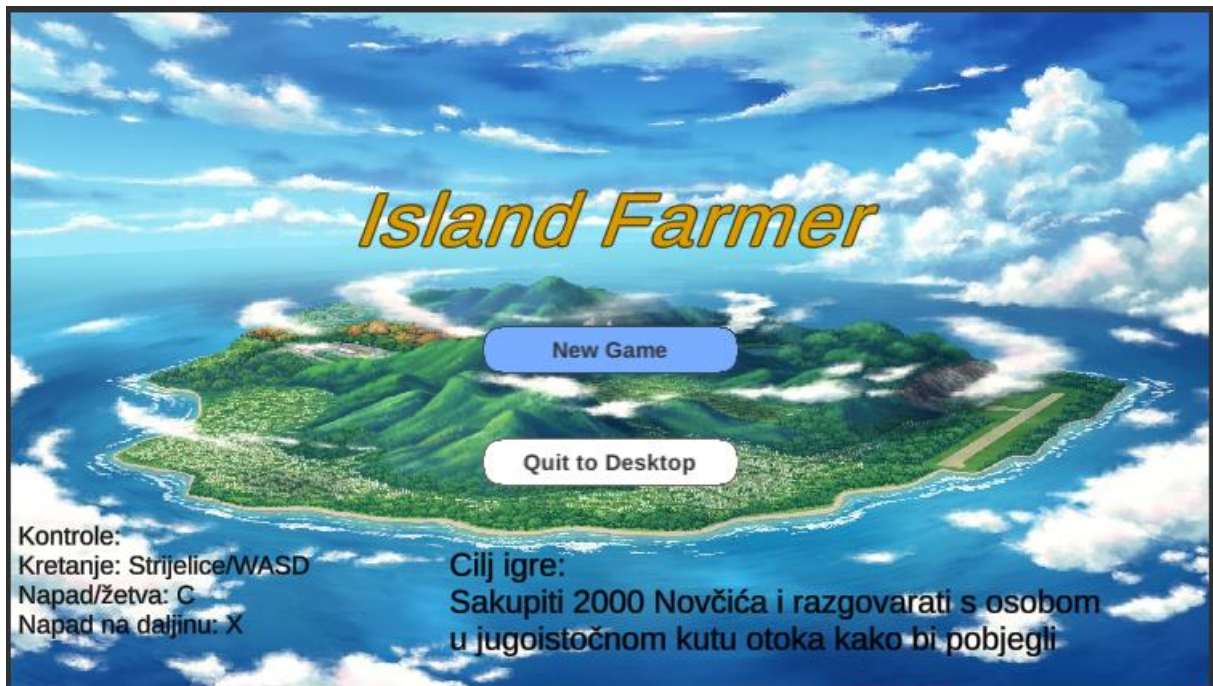 Island Farmer
New Game
Quit to Desktop
Kontrole:
Kretanje: Strijelice/WASD
Napad/žetva: C
Napad na daljinu: X
Cilj igre:
Sakupiti 2000 Novčića i razgovarati s osobom
u jugoistočnom kutu otoka kako bi pobjegli